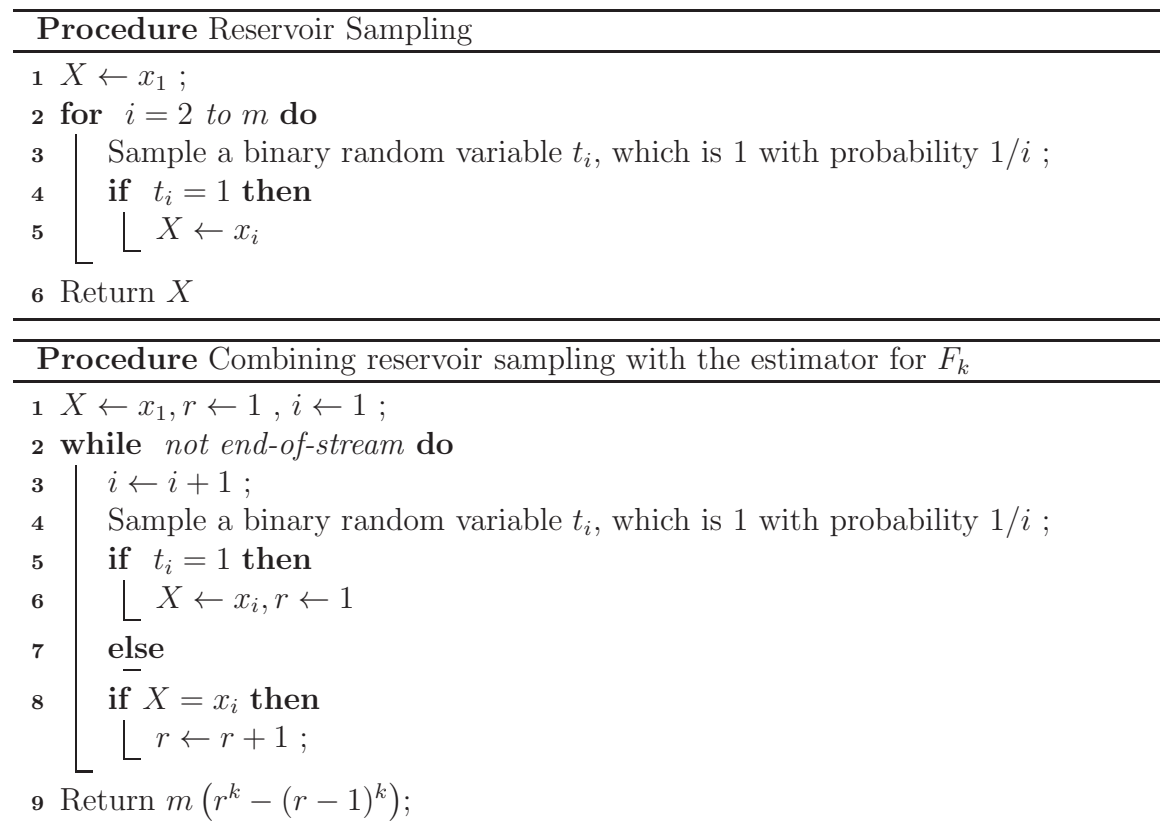 Procedure Reservoir Sampling
1 X ← x₁ ;
2 for i = 2 to m do
3 Sample a binary random variable tᵢ, which is 1 with probability 1/i ;
4 if tᵢ = 1 then
5 X ← xᵢ
6 Return X
Procedure Combining reservoir sampling with the estimator for Fₖ
1 X ← x₁, r ← 1 , i ← 1 ;
2 while not end-of-stream do
3 i ← i + 1 ;
4 Sample a binary random variable tᵢ, which is 1 with probability 1/i ;
5 if tᵢ = 1 then
6 X ← xᵢ, r ← 1
7 else
8 if X = xᵢ then
r ← r + 1 ;
9 Return m (rᵏ − (r − 1)ᵏ);